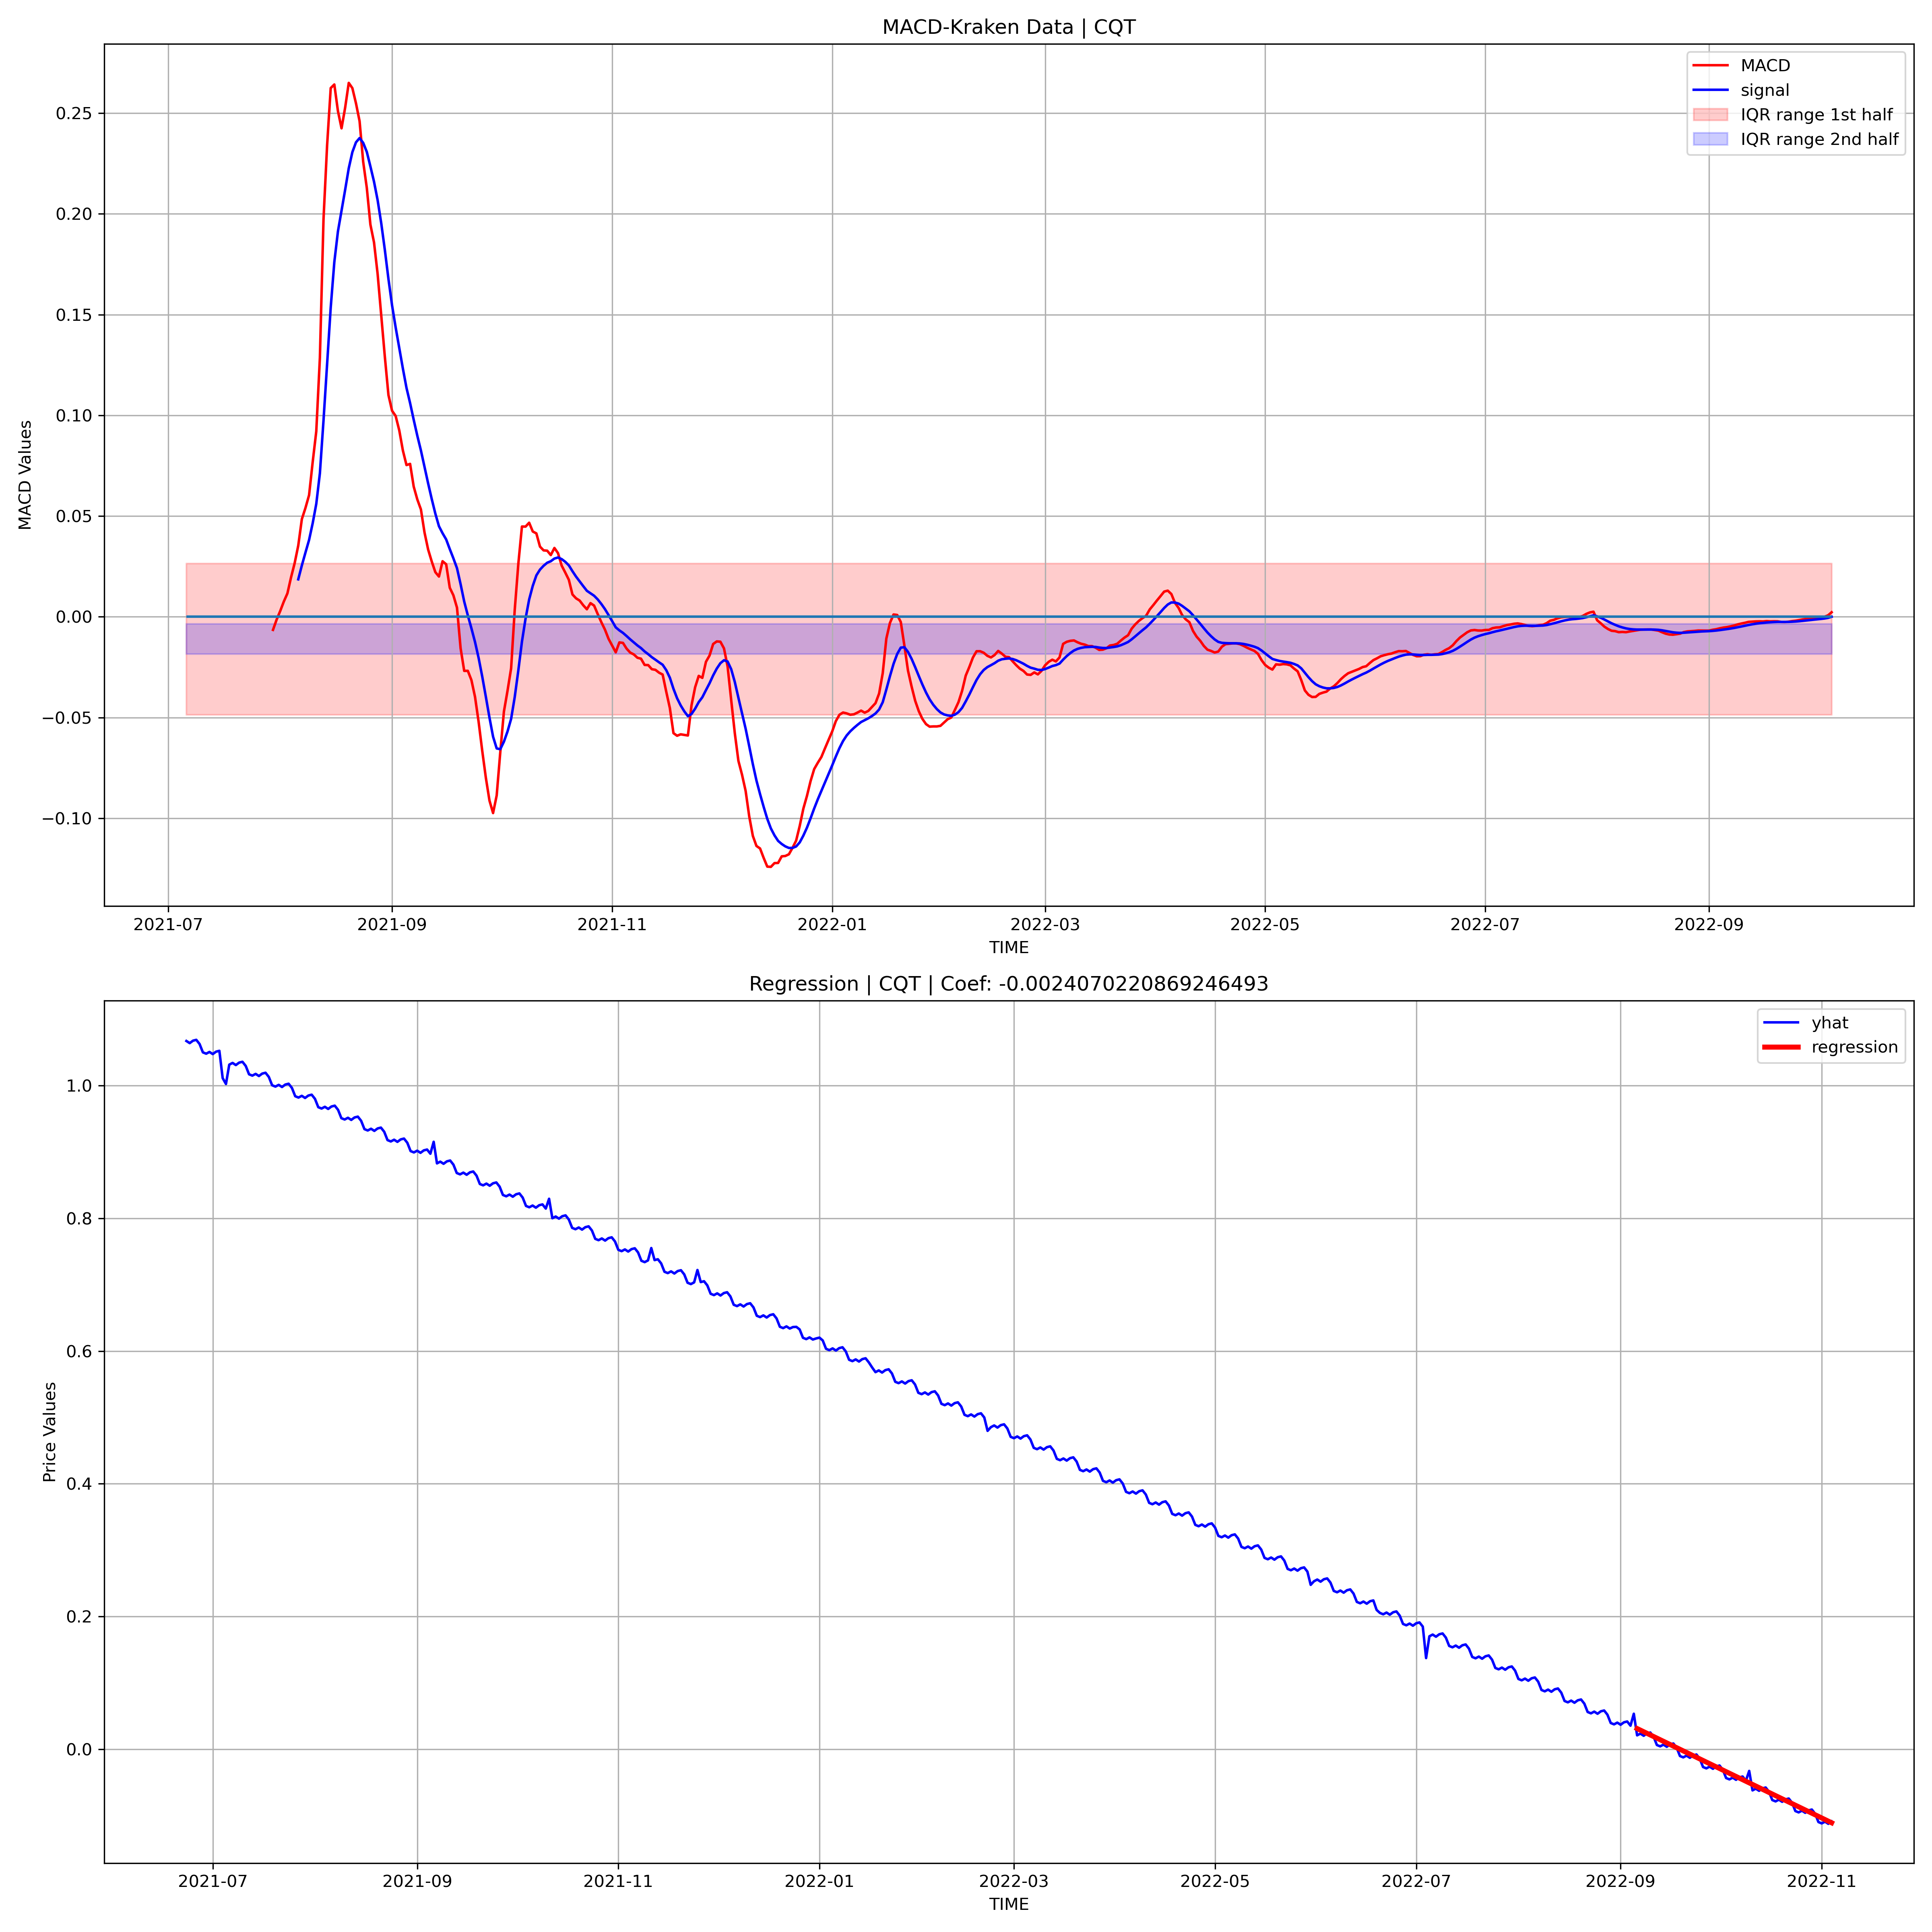 MACD-Kraken Data | CQT
MACD
signal
IQR range 1st half
IQR range 2nd half
0.25
0.20
0.15
0.10
0.05
0.00
−0.05
−0.10
MACD Values
2021-07 2021-09 2021-11 2022-01 2022-03 2022-05 2022-07 2022-09
TIME
Regression | CQT | Coef: -0.0024070220869246493
yhat
regression
1.0
0.8
0.6
0.4
0.2
0.0
Price Values
2021-07 2021-09 2021-11 2022-01 2022-03 2022-05 2022-07 2022-09 2022-11
TIME